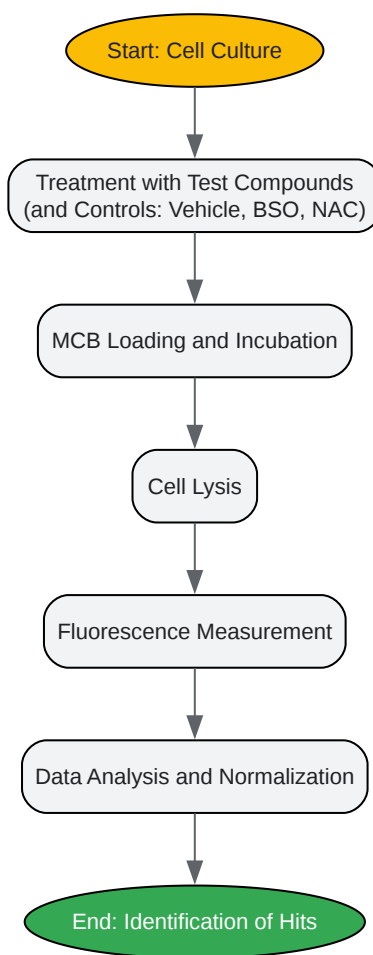 Start: Cell Culture
Treatment with Test Compounds
(and Controls: Vehicle, BSO, NAC)
MCB Loading and Incubation
Cell Lysis
Fluorescence Measurement
Data Analysis and Normalization
End: Identification of Hits